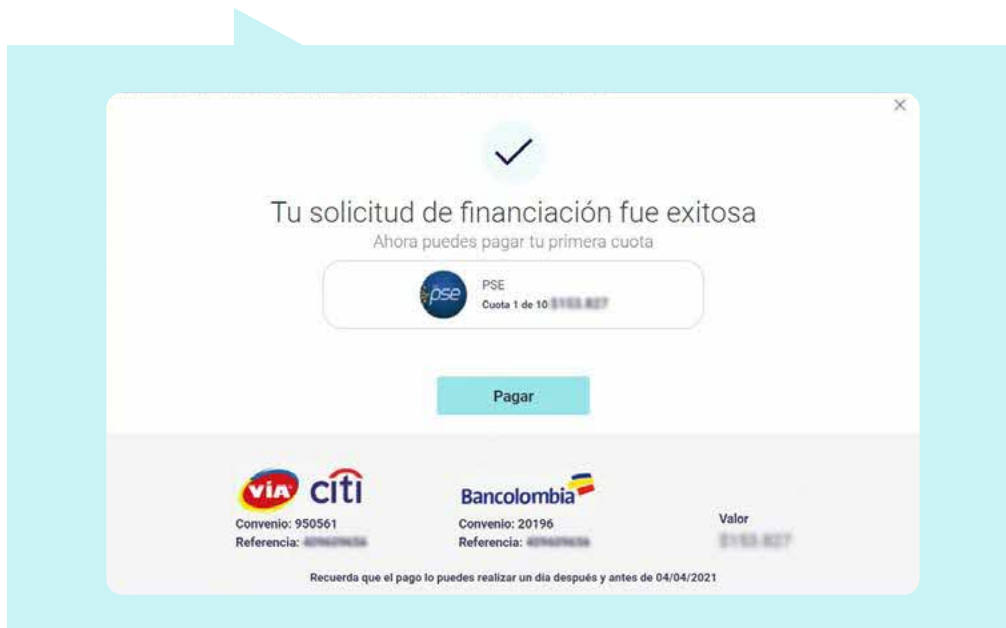 Tu solicitud de financiación fue exitosa
Ahora puedes pagar tu primera cuota
pse
PSE
Cuota 1 de 10
Pagar
VIA citi
Bancolombia
Convenio: 950561
Convenio: 20196
Valor
Referencia:
Referencia:
Recuerda que el pago lo puedes realizar un día después y antes de 04/04/2021